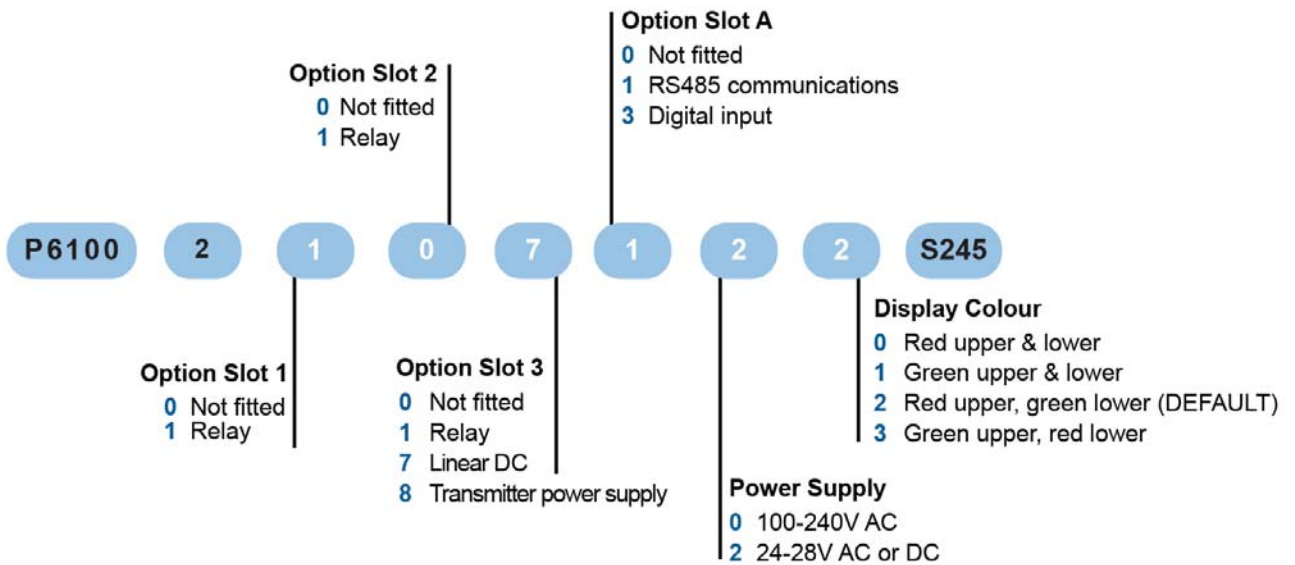 Option Slot A
0 Not fitted
1 RS485 communications
3 Digital input
Option Slot 2
0 Not fitted
1 Relay
P6100 2 1 0 7 1 2 2 S245
Option Slot 1
0 Not fitted
1 Relay
Option Slot 3
0 Not fitted
1 Relay
7 Linear DC
8 Transmitter power supply
Power Supply
0 100-240V AC
2 24-28V AC or DC
Display Colour
0 Red upper & lower
1 Green upper & lower
2 Red upper, green lower (DEFAULT)
3 Green upper, red lower